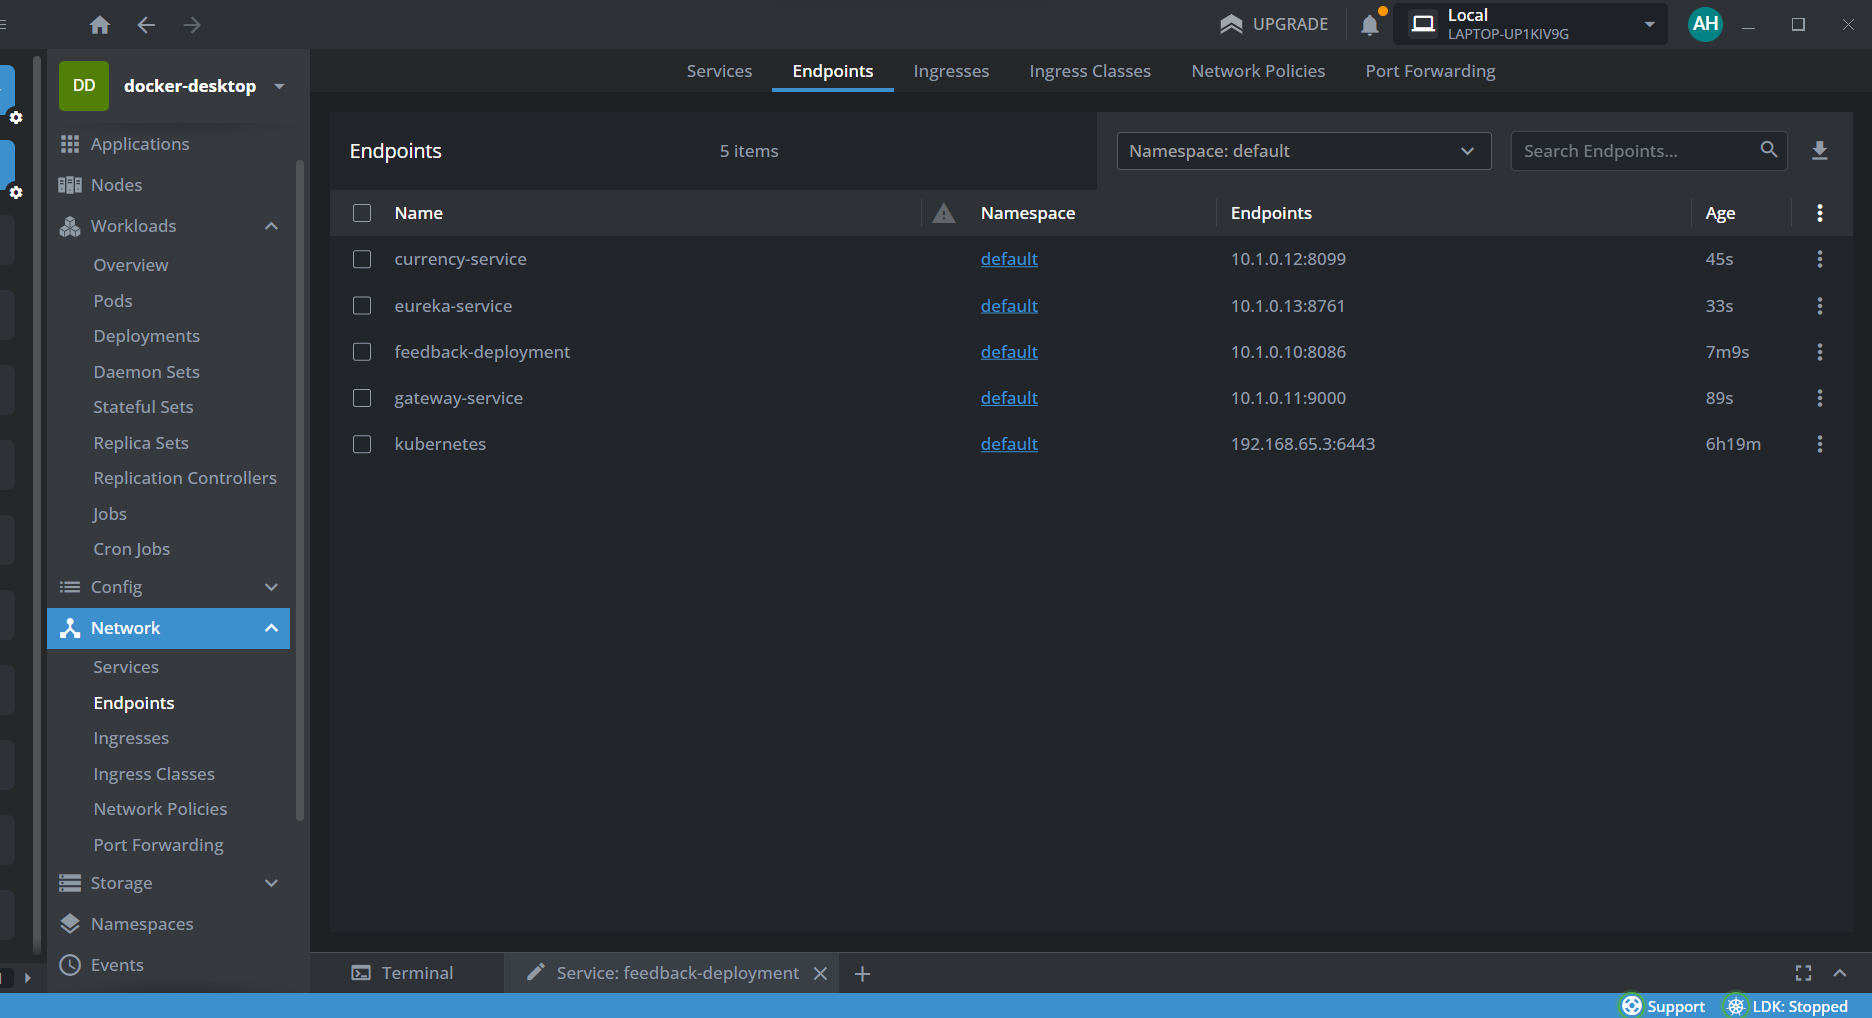 UPGRADE
Local
LAPTOP-UP1KIV9G
AH
DD
docker-desktop
Applications
Nodes
Workloads
Overview
Pods
Deployments
Daemon Sets
Stateful Sets
Replica Sets
Replication Controllers
Jobs
Cron Jobs
Config
Network
Services
Endpoints
Ingresses
Ingress Classes
Network Policies
Port Forwarding
Storage
Namespaces
Events
Services Endpoints Ingresses Ingress Classes Network Policies Port Forwarding
Endpoints 5 items Namespace: default Search Endpoints...
Name Namespace Endpoints Age
currency-service default 10.1.0.12:8099 45s
eureka-service default 10.1.0.13:8761 33s
feedback-deployment default 10.1.0.10:8086 7m9s
gateway-service default 10.1.0.11:9000 89s
kubernetes default 192.168.65.3:6443 6h19m
Terminal Service: feedback-deployment
Support LDK: Stopped